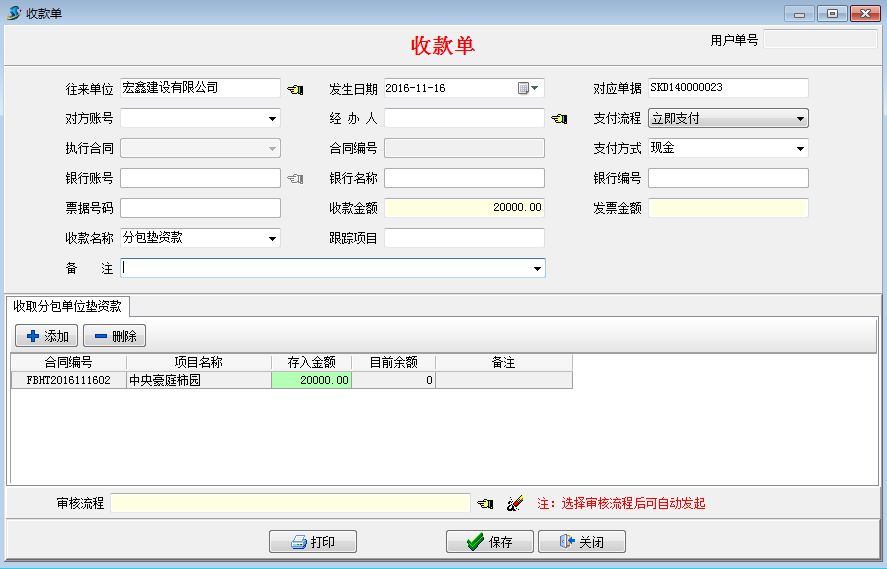 收款单
收款单
用户单号
往来单位 宏鑫建设有限公司 发生日期 2016-11-16 对应单据 SKD140000023
对方账号 经 办 人 支付流程 立即支付
执行合同 合同编号 支付方式 现金
银行账号 银行名称 银行编号
票据号码 收款金额 20000.00 发票金额
收款名称 分包垫资款 跟踪项目
备 注
收取分包单位垫资款
添加 删除
合同编号 项目名称 存入金额 目前余额 备注
FBHT2016111602 中央豪庭柿园 20000.00 0
审核流程 注：选择审核流程后可自动发起
打印 保存 关闭